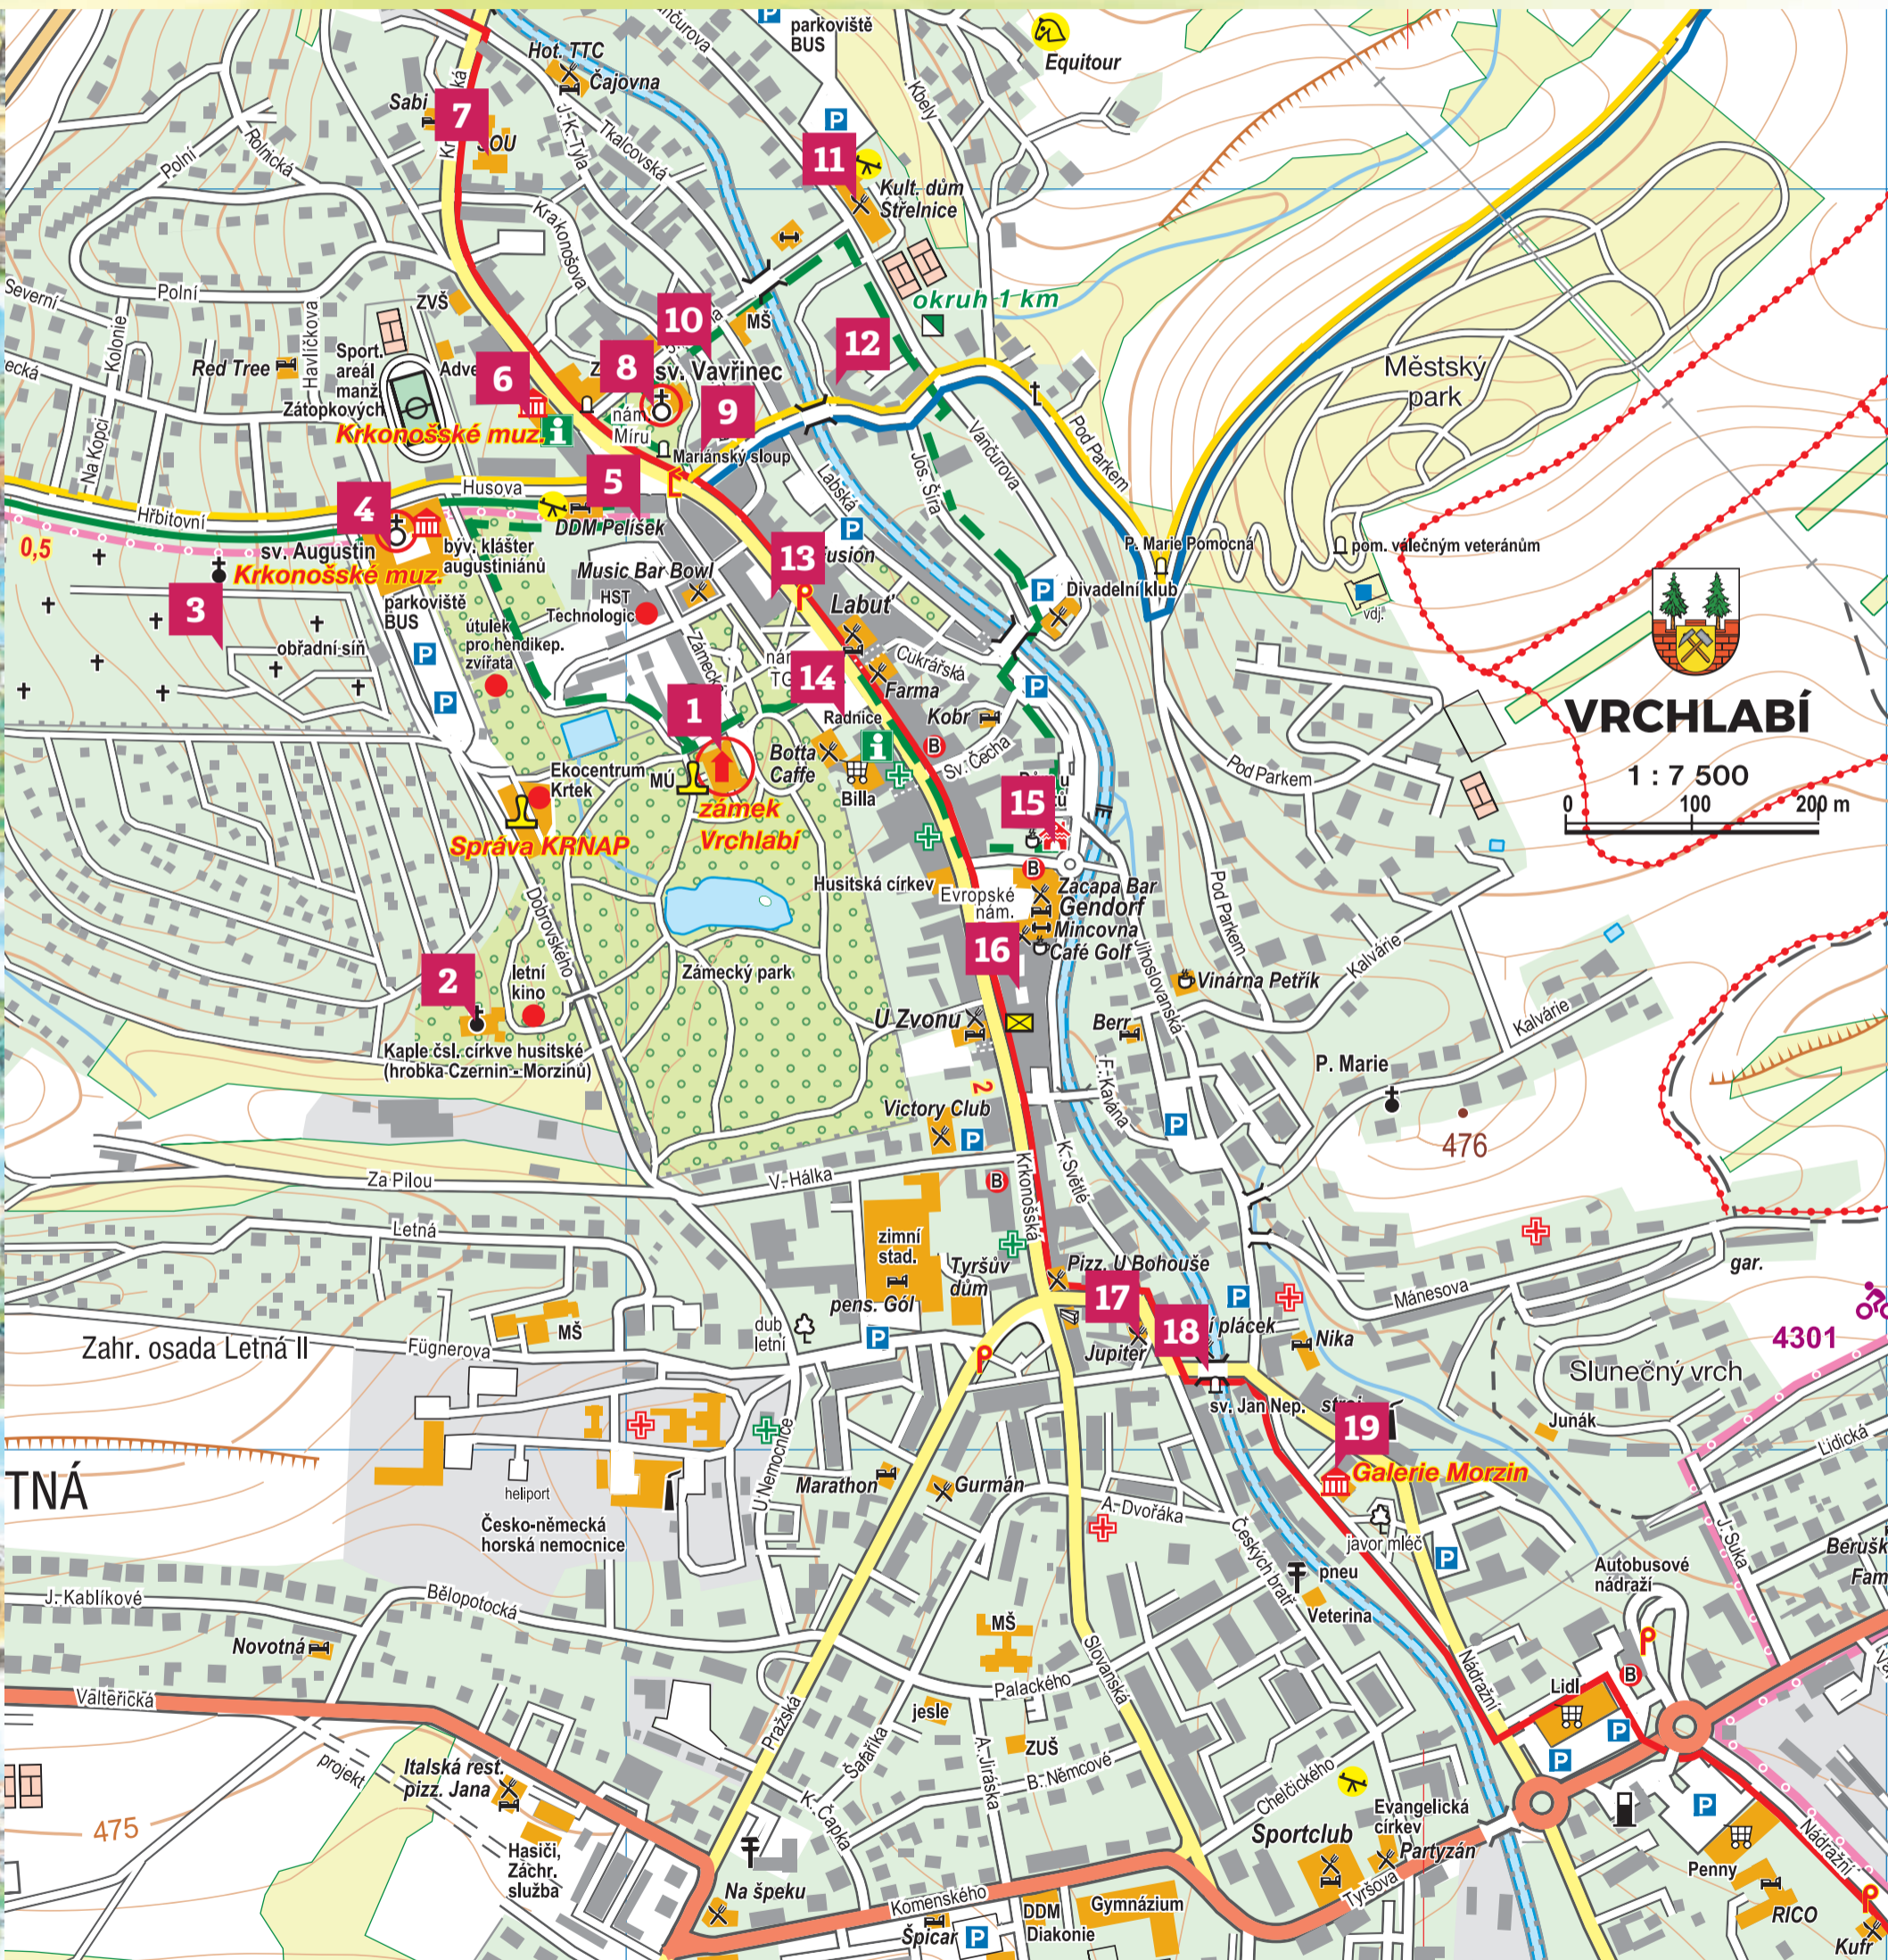 parkoviště
BUS
Hot. TTC
Čajovna
Equitour
Sabi
7
SOU
J. K. Tyla
Tkalcovská
Kbely
Polní
Rolnická
11
Kult. dům
Střelnice
Krakonošova
Severní
Polní
Kolonie
Havlíčkova
ZVŠ
10
MŠ
okruh 1 km
12
Red Tree
Sport.
areál
manž.
Zátopkových
6
8
sv. Vavřinec
9
nám.
Míru
Krkonošské muz.
Mariánský sloup
Městský
park
Na Kopci
Husova
5
Labská
Jos. Šíra
Vančurova
Pod Parkem
Hřbitovní
4
DDM Pelíšek
0,5
sv. Augustin
býv. klášter
augustiniánů
Krkonošské muz.
13
P. Marie Pomocná
pom. válečným veteránům
Music Bar Bowl
HST
Technologic
Labuť
Divadelní klub
vdj.
3
parkoviště
BUS
útulek
pro hendikep.
zvířata
obřadní síň
Cukrářská
14
Farma
1
Radnice
Kobr
VRCHLABÍ
1 : 7 500
0 100 200 m
Botta
Caffe
Sv. Čecha
Pod Parkem
Ekocentrum
Krtek
MÚ
Billa
15
zámek
Vrchlabí
Správa KRNAP
Husitská církev
Evropské
nám.
Zacapa Bar
Gendorf
Mincovna
Café Golf
Dobrovského
Pod Parkem
16
Jihoslovanská
Kalvárie
Zámecký park
letní
kino
2
Vinárna Petřík
Kalvárie
U Zvonu
Berr
Kaple čsl. církve husitské
(hrobka Czernin - Morzinů)
P. Marie
F. Kavána
2
Victory Club
476
Za Pilou
V. Hálka
Krkonošská
K. Světlé
Letná
zimní
stad.
Tyršův
dům
Pizz. U Bohouše
gar.
Mánesova
pens. Gól
17
18
Zahr. osada Letná II
MŠ
Fügnerova
dub
letní
Jupiter
Nika
4301
Slunečný vrch
sv. Jan Nep.
Junák
19
Lidická
Galerie Morzin
TNÁ
heliport
U Nemocnice
Marathon
Gurmán
A. Dvořáka
Česko-německá
horská nemocnice
Českých bratř
javor mléč
J. Suka
Autobusové
nádraží
pneu
Veterina
J. Kablíkové
Bělopotocká
MŠ
Novotná
Slovanská
Palackého
Nádražní
Lidl
Valteřická
Pražská
jesle
Šafaříka
A. Jiráska
ZUŠ
B. Němcové
projekt
Italská rest.
pizz. Jana
K. Čapka
Chelčického
Evangelická
církev
475
Sportclub
Partyzán
Hasiči,
Záchr.
služba
Penny
Nádražní
Na špeku
Komenského
Tyršova
Špicar
DDM
Diakonie
Gymnázium
RICO
Kufr